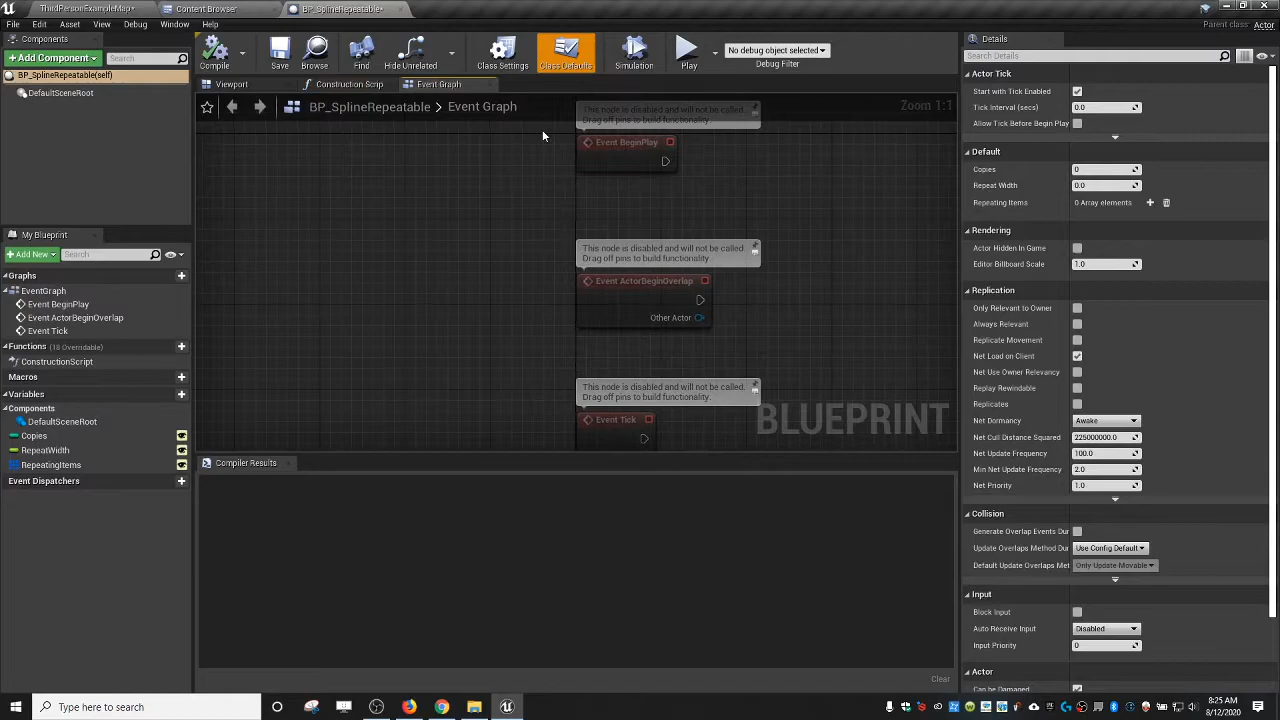 ThirdPersonExampleMap•
Content Browser
BP_SplineRepeatable•
File Edit Asset View Debug Window Help
Parent class: Actor
Components
+ Add Component
Search
BP_SplineRepeatable(self)
DefaultSceneRoot
Compile
Save
Browse
Find
Hide Unrelated
Class Settings
Class Defaults
Simulation
Play
No debug object selected
Debug Filter
Viewport
Construction Script
Event Graph
BP_SplineRepeatable > Event Graph
Zoom 1:1
This node is disabled and will not be called.
Drag off pins to build functionality.
Event BeginPlay
This node is disabled and will not be called.
Drag off pins to build functionality.
Event ActorBeginOverlap
Other Actor
This node is disabled and will not be called.
Drag off pins to build functionality.
Event Tick
BLUEPRINT
My Blueprint
+ Add New
Search
Graphs
EventGraph
Event BeginPlay
Event ActorBeginOverlap
Event Tick
Functions (18 Overridable)
ConstructionScript
Macros
Variables
Components
DefaultSceneRoot
Copies
RepeatWidth
RepeatingItems
Event Dispatchers
Compiler Results
Clear
Details
Search Details
Actor Tick
Start with Tick Enabled
Tick Interval (secs) 0.0
Allow Tick Before Begin Play
Default
Copies 0
Repeat Width 0.0
Repeating Items 0 Array elements
Rendering
Actor Hidden In Game
Editor Billboard Scale 1.0
Replication
Only Relevant to Owner
Always Relevant
Replicate Movement
Net Load on Client
Net Use Owner Relevancy
Replay Rewindable
Replicates
Net Dormancy Awake
Net Cull Distance Squared 225000000.0
Net Update Frequency 100.0
Min Net Update Frequency 2.0
Net Priority 1.0
Collision
Generate Overlap Events Dur
Update Overlaps Method Dur Use Config Default
Default Update Overlaps Met Only Update Movable
Input
Block Input
Auto Receive Input Disabled
Input Priority 0
Actor
Can be Damaged
Type here to search
8:25 AM
8/12/2020